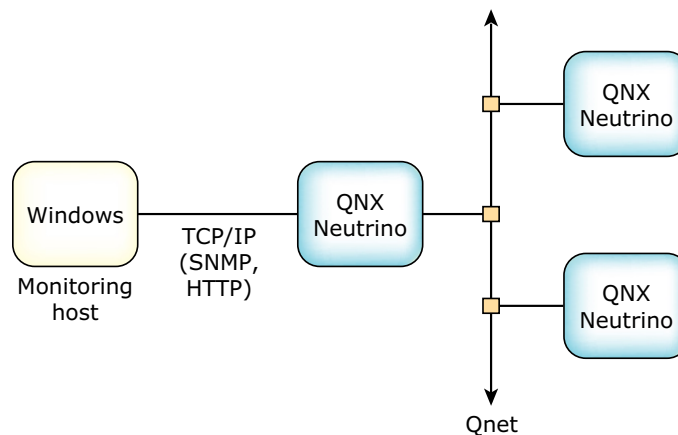 QNX
Neutrino
Windows
QNX
Neutrino
TCP/IP
(SNMP,
HTTP)
Monitoring
host
QNX
Neutrino
Qnet